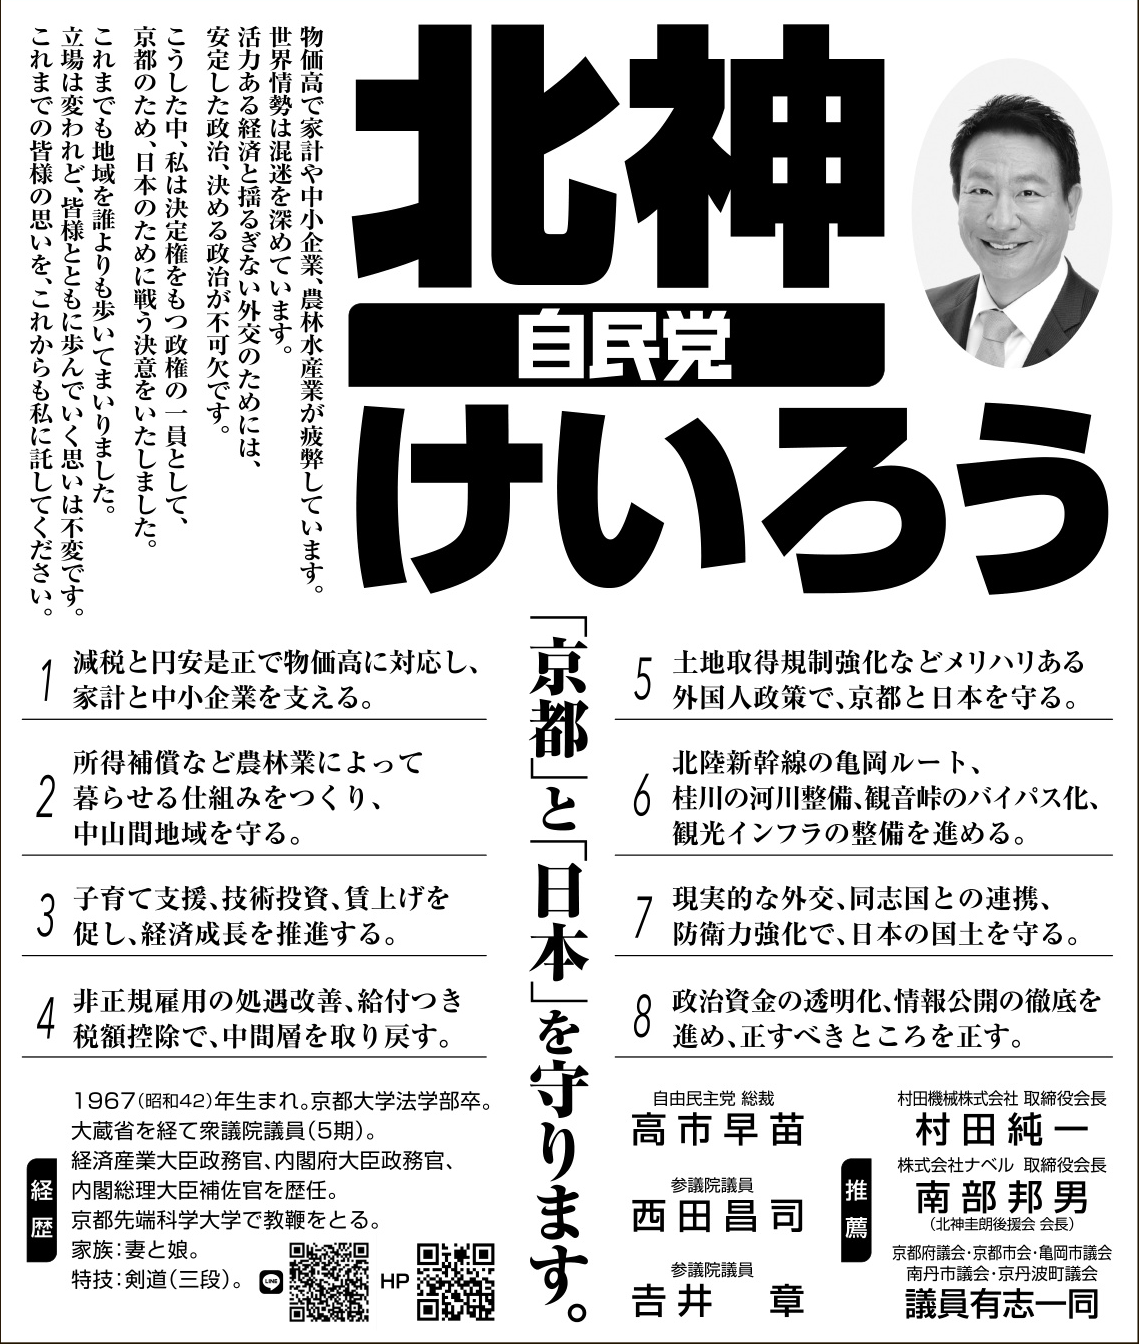 北神
自民党
けいろう
物価高で家計や中小企業、農林水産業が疲弊しています。
世界情勢は混迷を深めています。
活力ある経済と揺るぎない外交のためには、
安定した政治、決める政治が不可欠です。
こうした中、私は決定権をもつ政権の一員として、
京都のため、日本のために戦う決意をいたしました。
これまでも地域を誰よりも歩いてまいりました。
立場は変われど、皆様とともに歩んでいく思いは不変です。
これまでの皆様の思いを、これからも私に託してください。
「京都」と「日本」を守ります。
1 減税と円安是正で物価高に対応し、
家計と中小企業を支える。
2 所得補償など農林業によって
暮らせる仕組みをつくり、
中山間地域を守る。
3 子育て支援、技術投資、賃上げを
促し、経済成長を推進する。
4 非正規雇用の処遇改善、給付つき
税額控除で、中間層を取り戻す。
5 土地取得規制強化などメリハリある
外国人政策で、京都と日本を守る。
6 北陸新幹線の亀岡ルート、
桂川の河川整備、観音峠のバイパス化、
観光インフラの整備を進める。
7 現実的な外交、同志国との連携、
防衛力強化で、日本の国土を守る。
8 政治資金の透明化、情報公開の徹底を
進め、正すべきところを正す。
経歴
1967(昭和42)年生まれ。京都大学法学部卒。
大蔵省を経て衆議院議員(5期)。
経済産業大臣政務官、内閣府大臣政務官、
内閣総理大臣補佐官を歴任。
京都先端科学大学で教鞭をとる。
家族:妻と娘。
特技:剣道(三段)。
LINE
HP
自由民主党 総裁
高市早苗
参議院議員
西田昌司
参議院議員
吉井 章
推薦
村田機械株式会社 取締役会長
村田純一
株式会社ナベル 取締役会長
南部邦男
(北神圭朗後援会 会長)
京都府議会・京都市会・亀岡市議会
南丹市議会・京丹波町議会
議員有志一同